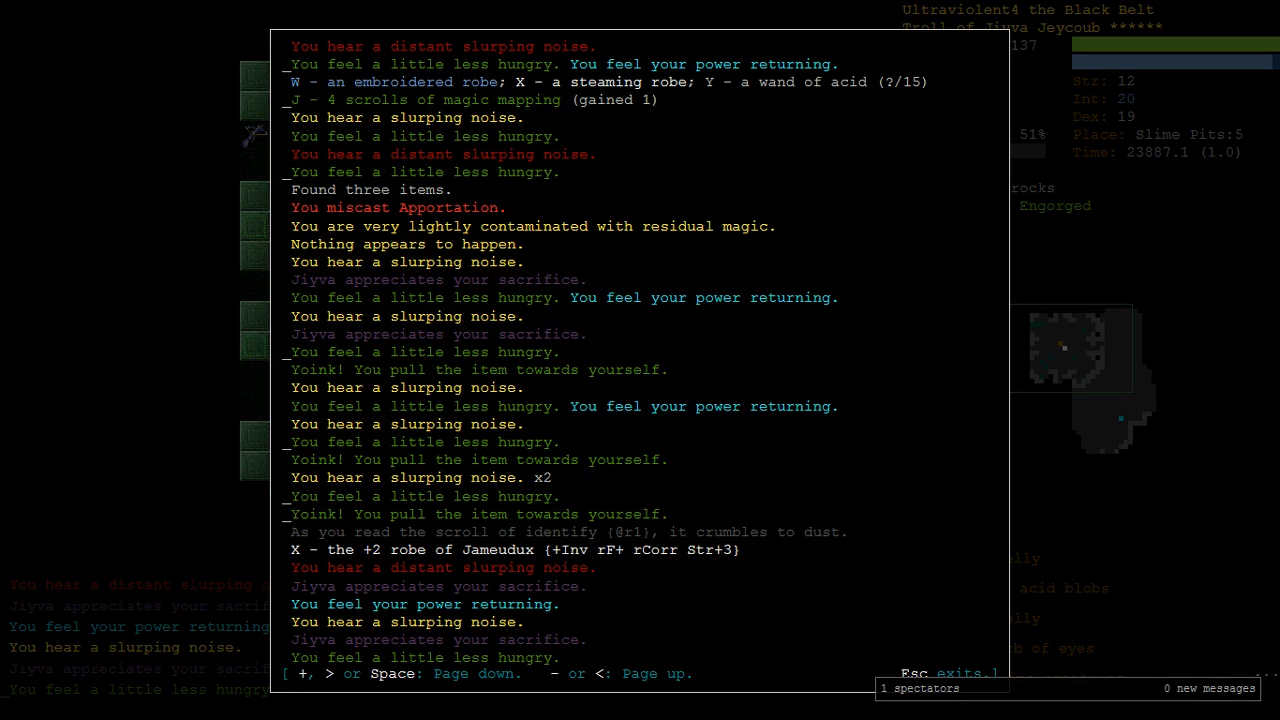 Ultraviolent4 the Black Belt
Troll of Jiyva Jeycoub ******
137
Str: 12
Int: 20
Dex: 19
51% Place: Slime Pits:5
Time: 23887.1 (1.0)
rocks
Engorged
You hear a distant slurping noise.
_You feel a little less hungry. You feel your power returning.
W - an embroidered robe; X - a steaming robe; Y - a wand of acid (?/15)
_J - 4 scrolls of magic mapping (gained 1)
You hear a slurping noise.
You feel a little less hungry.
You hear a distant slurping noise.
_You feel a little less hungry.
Found three items.
You miscast Apportation.
You are very lightly contaminated with residual magic.
Nothing appears to happen.
You hear a slurping noise.
Jiyva appreciates your sacrifice.
You feel a little less hungry. You feel your power returning.
You hear a slurping noise.
Jiyva appreciates your sacrifice.
_You feel a little less hungry.
Yoink! You pull the item towards yourself.
You hear a slurping noise.
You feel a little less hungry. You feel your power returning.
You hear a slurping noise.
_You feel a little less hungry.
Yoink! You pull the item towards yourself.
You hear a slurping noise. x2
_You feel a little less hungry.
_Yoink! You pull the item towards yourself.
As you read the scroll of identify {@r1}, it crumbles to dust.
X - the +2 robe of Jameudux {+Inv rF+ rCorr Str+3}
You hear a distant slurping noise.
Jiyva appreciates your sacrifice.
You feel your power returning.
You hear a slurping noise.
Jiyva appreciates your sacrifice.
You feel a little less hungry.
[ +, > or Space: Page down. - or <: Page up. Esc exits.]
lly
acid blobs
lly
b of eyes
You hear a distant slurping n
Jiyva appreciates your sacrif
You feel your power returning
You hear a slurping noise.
Jiyva appreciates your sacrif
_You feel a little less hungry
1 spectators 0 new messages